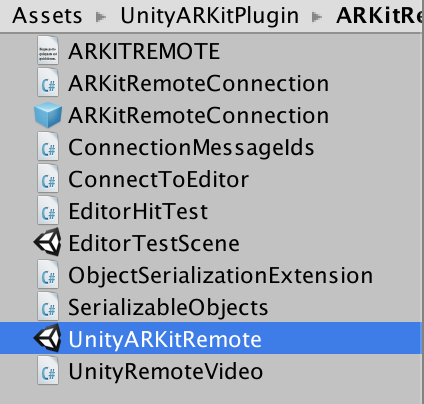 Assets ▶ UnityARKitPlugin ▶ ARKitRe
ARKITREMOTE
ARKitRemoteConnection
ARKitRemoteConnection
ConnectionMessageIds
ConnectToEditor
EditorHitTest
EditorTestScene
ObjectSerializationExtension
SerializableObjects
UnityARKitRemote
UnityRemoteVideo